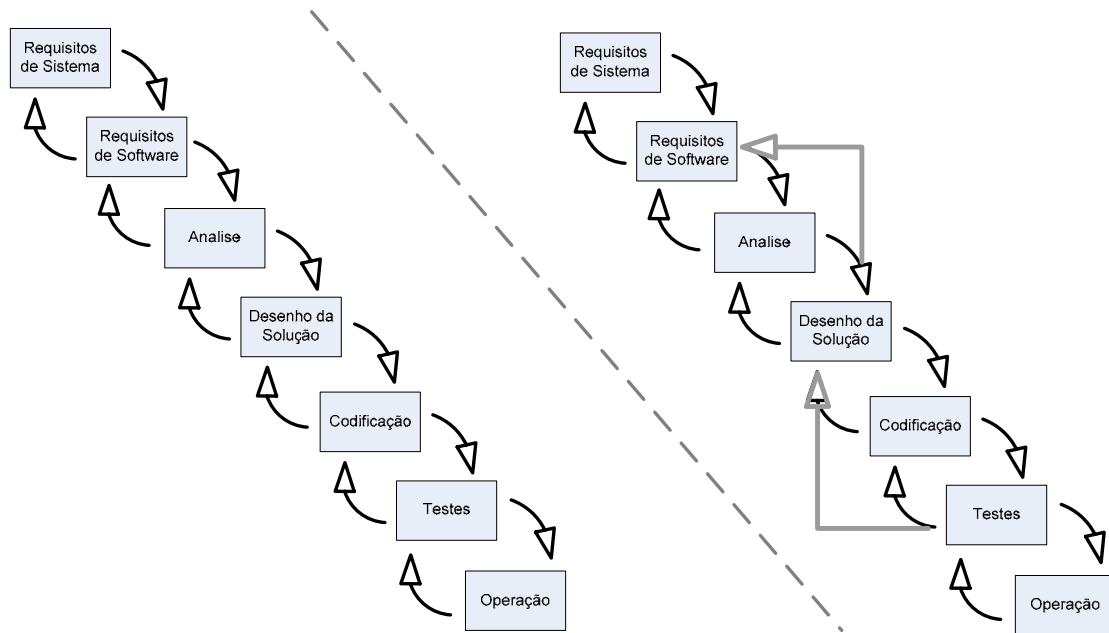 Requisitos
de Sistema
Requisitos
de Software
Analise
Desenho da
Solução
Codificação
Testes
Operação
Requisitos
de Sistema
Requisitos
de Software
Analise
Desenho da
Solução
Codificação
Testes
Operação